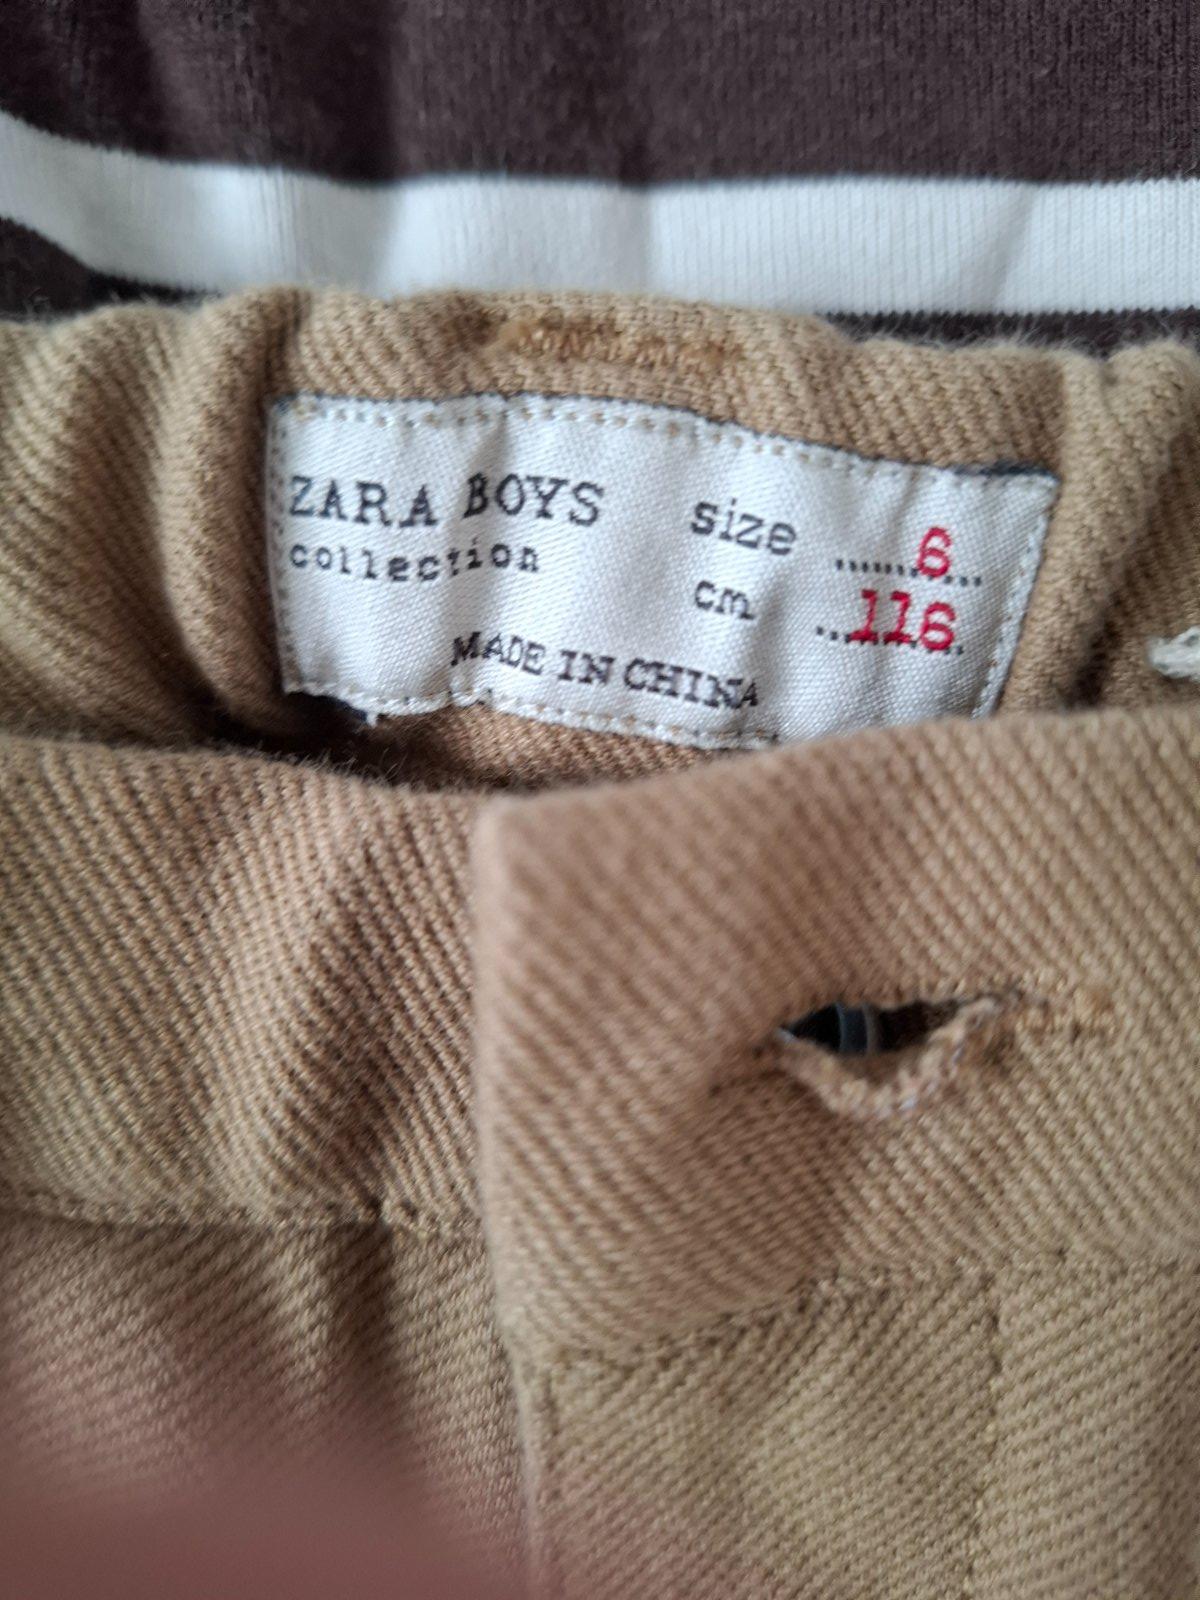 ZARA BOYS
collection
size ......6...
cm ...116.
MADE IN CHINA